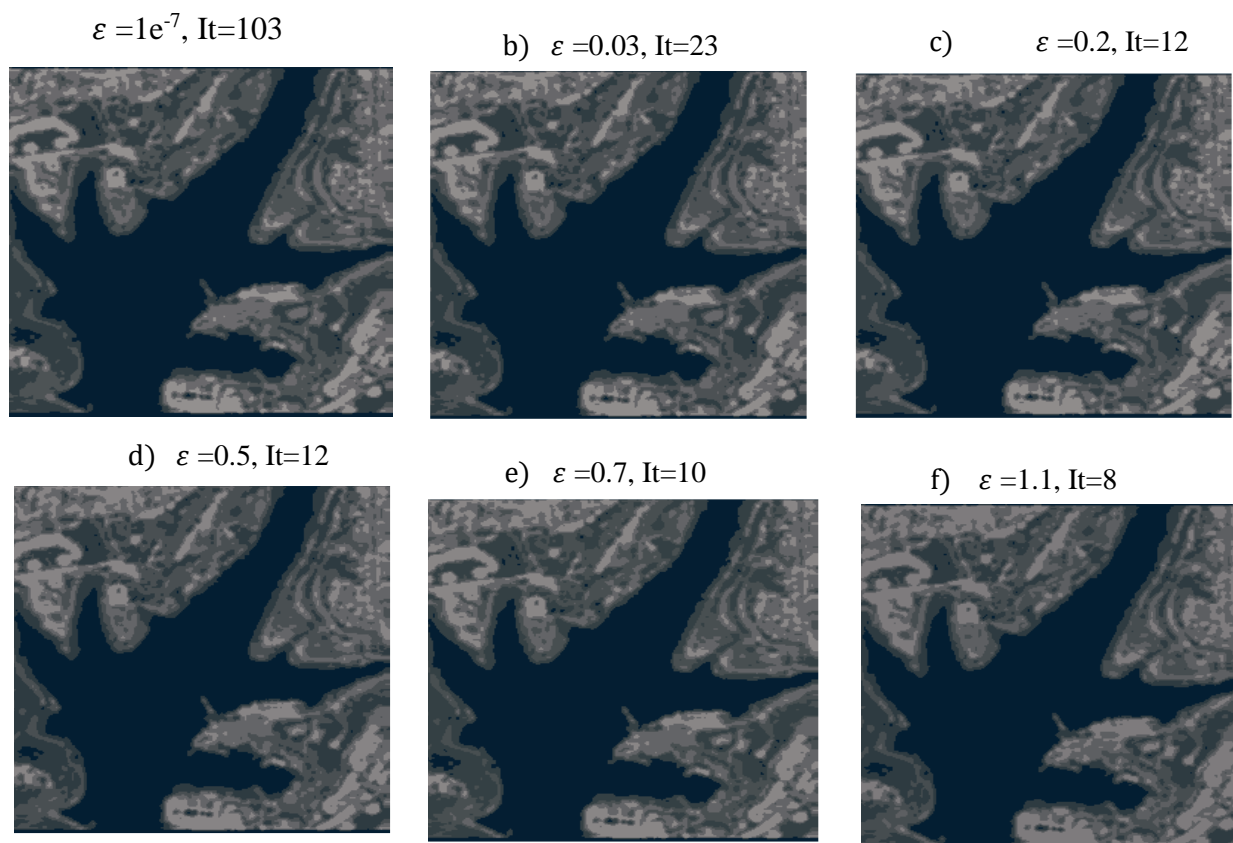 ε =1e⁻⁷, It=103
b) ε =0.03, It=23
c) ε =0.2, It=12
d) ε =0.5, It=12
e) ε =0.7, It=10
f) ε =1.1, It=8